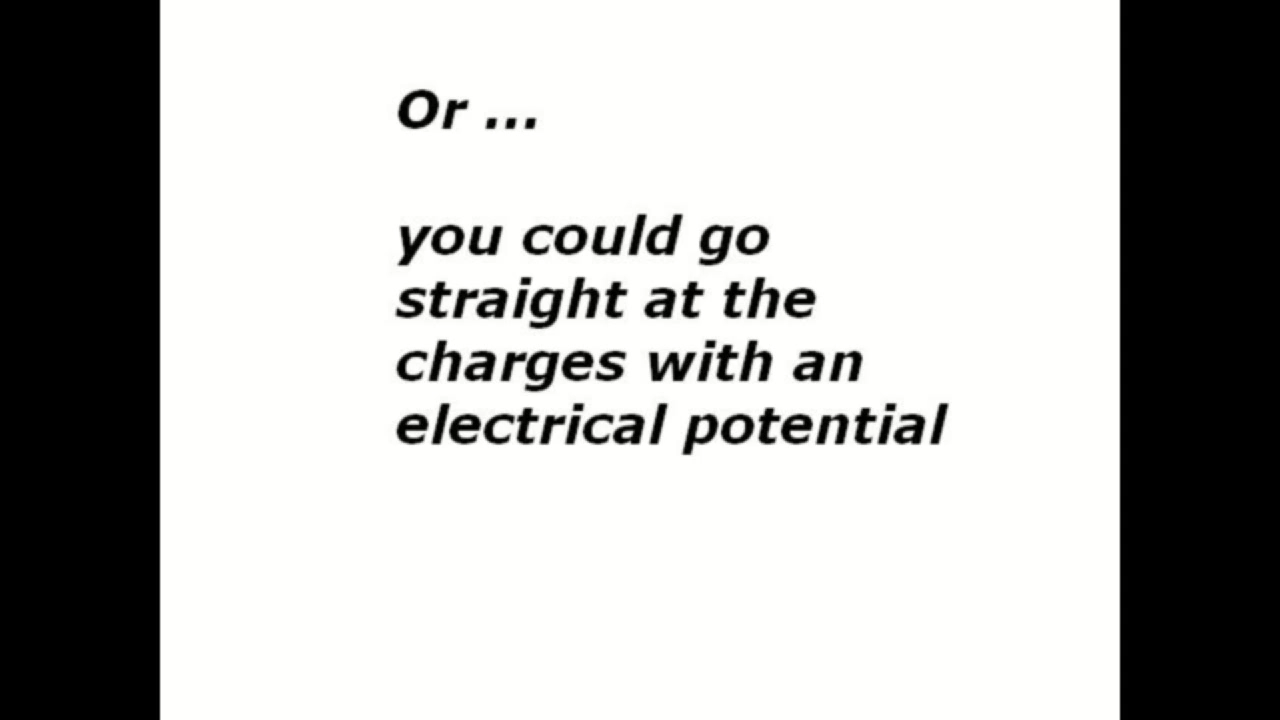 Or ...
you could go
straight at the
charges with an
electrical potential